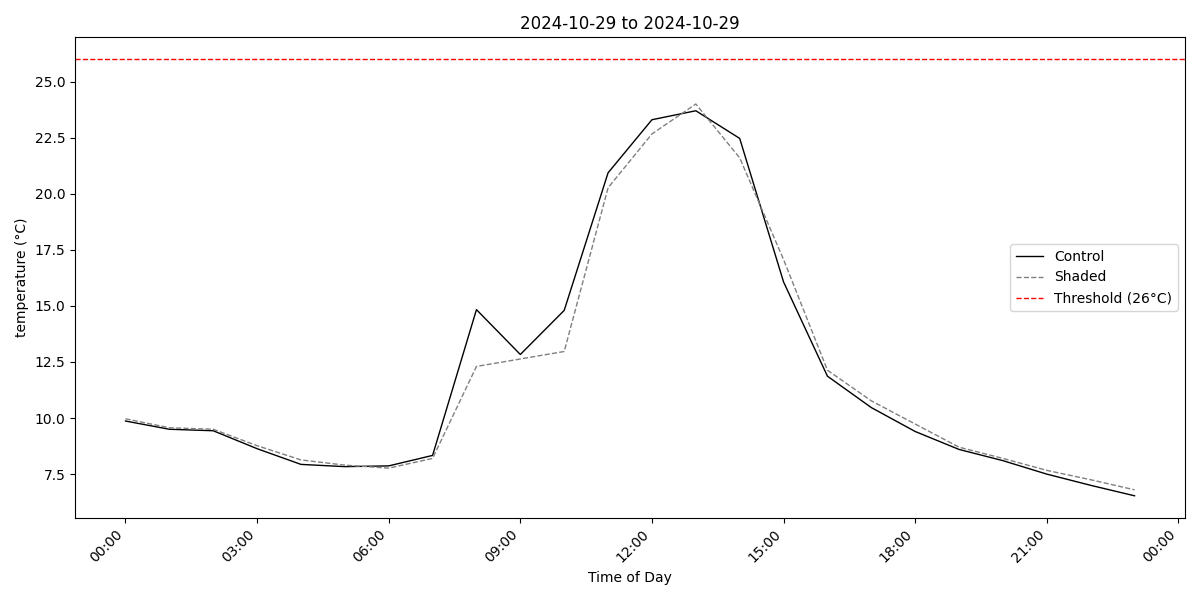 2024-10-29 to 2024-10-29
temperature (°C)
25.0
22.5
20.0
17.5
15.0
12.5
10.0
7.5
Control
Shaded
Threshold (26°C)
00:00
03:00
06:00
09:00
12:00
15:00
18:00
21:00
00:00
Time of Day